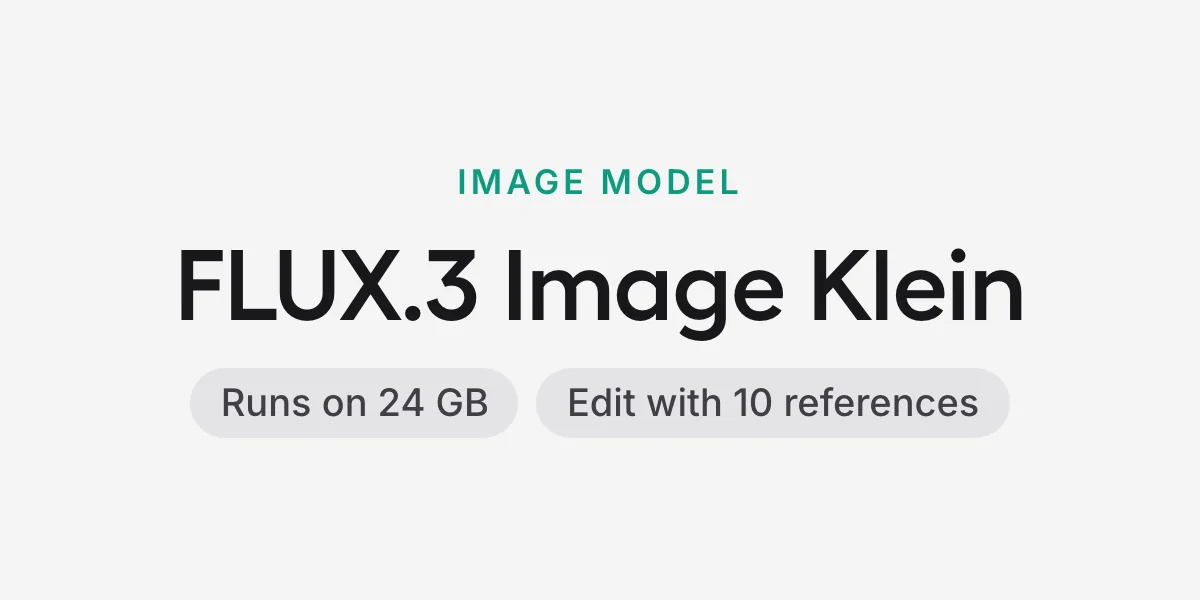 IMAGE MODEL
FLUX.3 Image Klein
Runs on 24 GB
Edit with 10 references